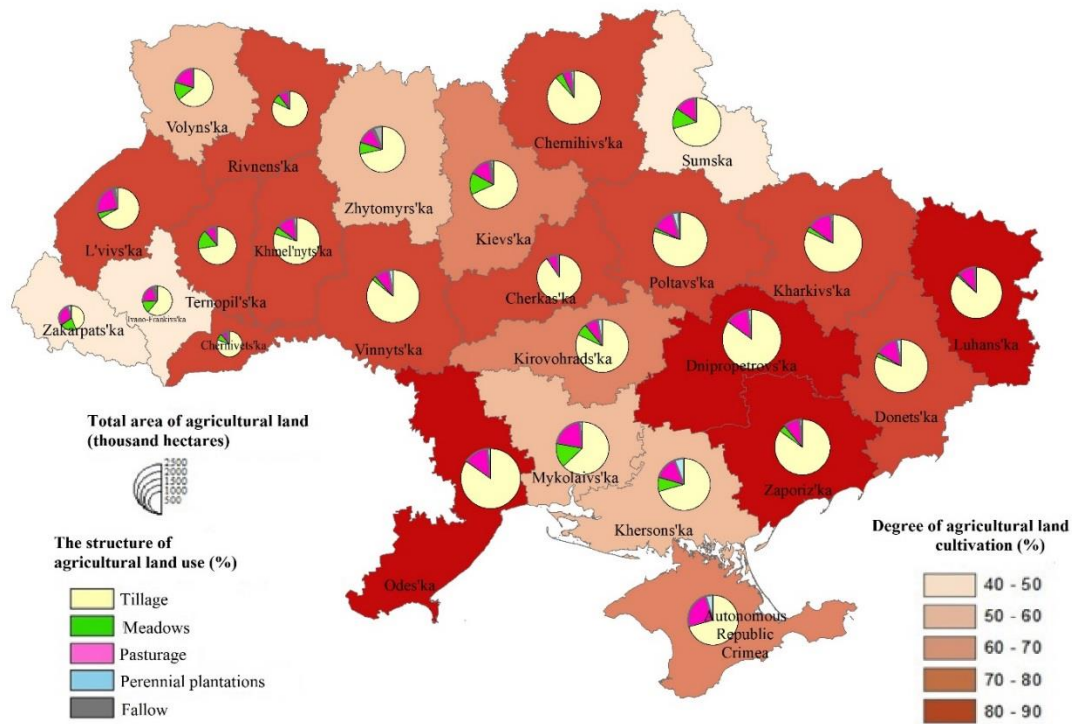 Volyns'ka
Rivnens'ka
Zhytomyrs'ka
Chernihivs'ka
Sumska
Kievs'ka
L'vivs'ka
Khmel'nyts'ka
Ternopil's'ka
Zakarpats'ka
Ivano-Frankivs'ka
Chernivets'ka
Vinnyts'ka
Cherkas'ka
Poltavs'ka
Kharkivs'ka
Luhans'ka
Kirovohrads'ka
Dnipropetrovs'ka
Donets'ka
Mykolaivs'ka
Zaporiz'ka
Khersons'ka
Odes'ka
Autonomous
Republic
Crimea
Total area of agricultural land
(thousand hectares)
2500
2000
1500
1000
500
The structure of
agricultural land use (%)
Tillage
Meadows
Pasturage
Perennial plantations
Fallow
Degree of agricultural land
cultivation (%)
40 - 50
50 - 60
60 - 70
70 - 80
80 - 90